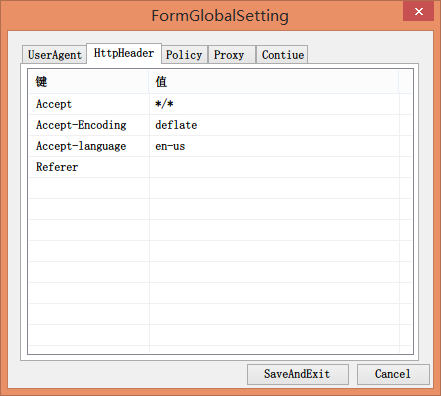 FormGlobalSetting
UserAgent HttpHeader Policy Proxy Contiue
键 值
Accept */*
Accept-Encoding deflate
Accept-language en-us
Referer
SaveAndExit Cancel